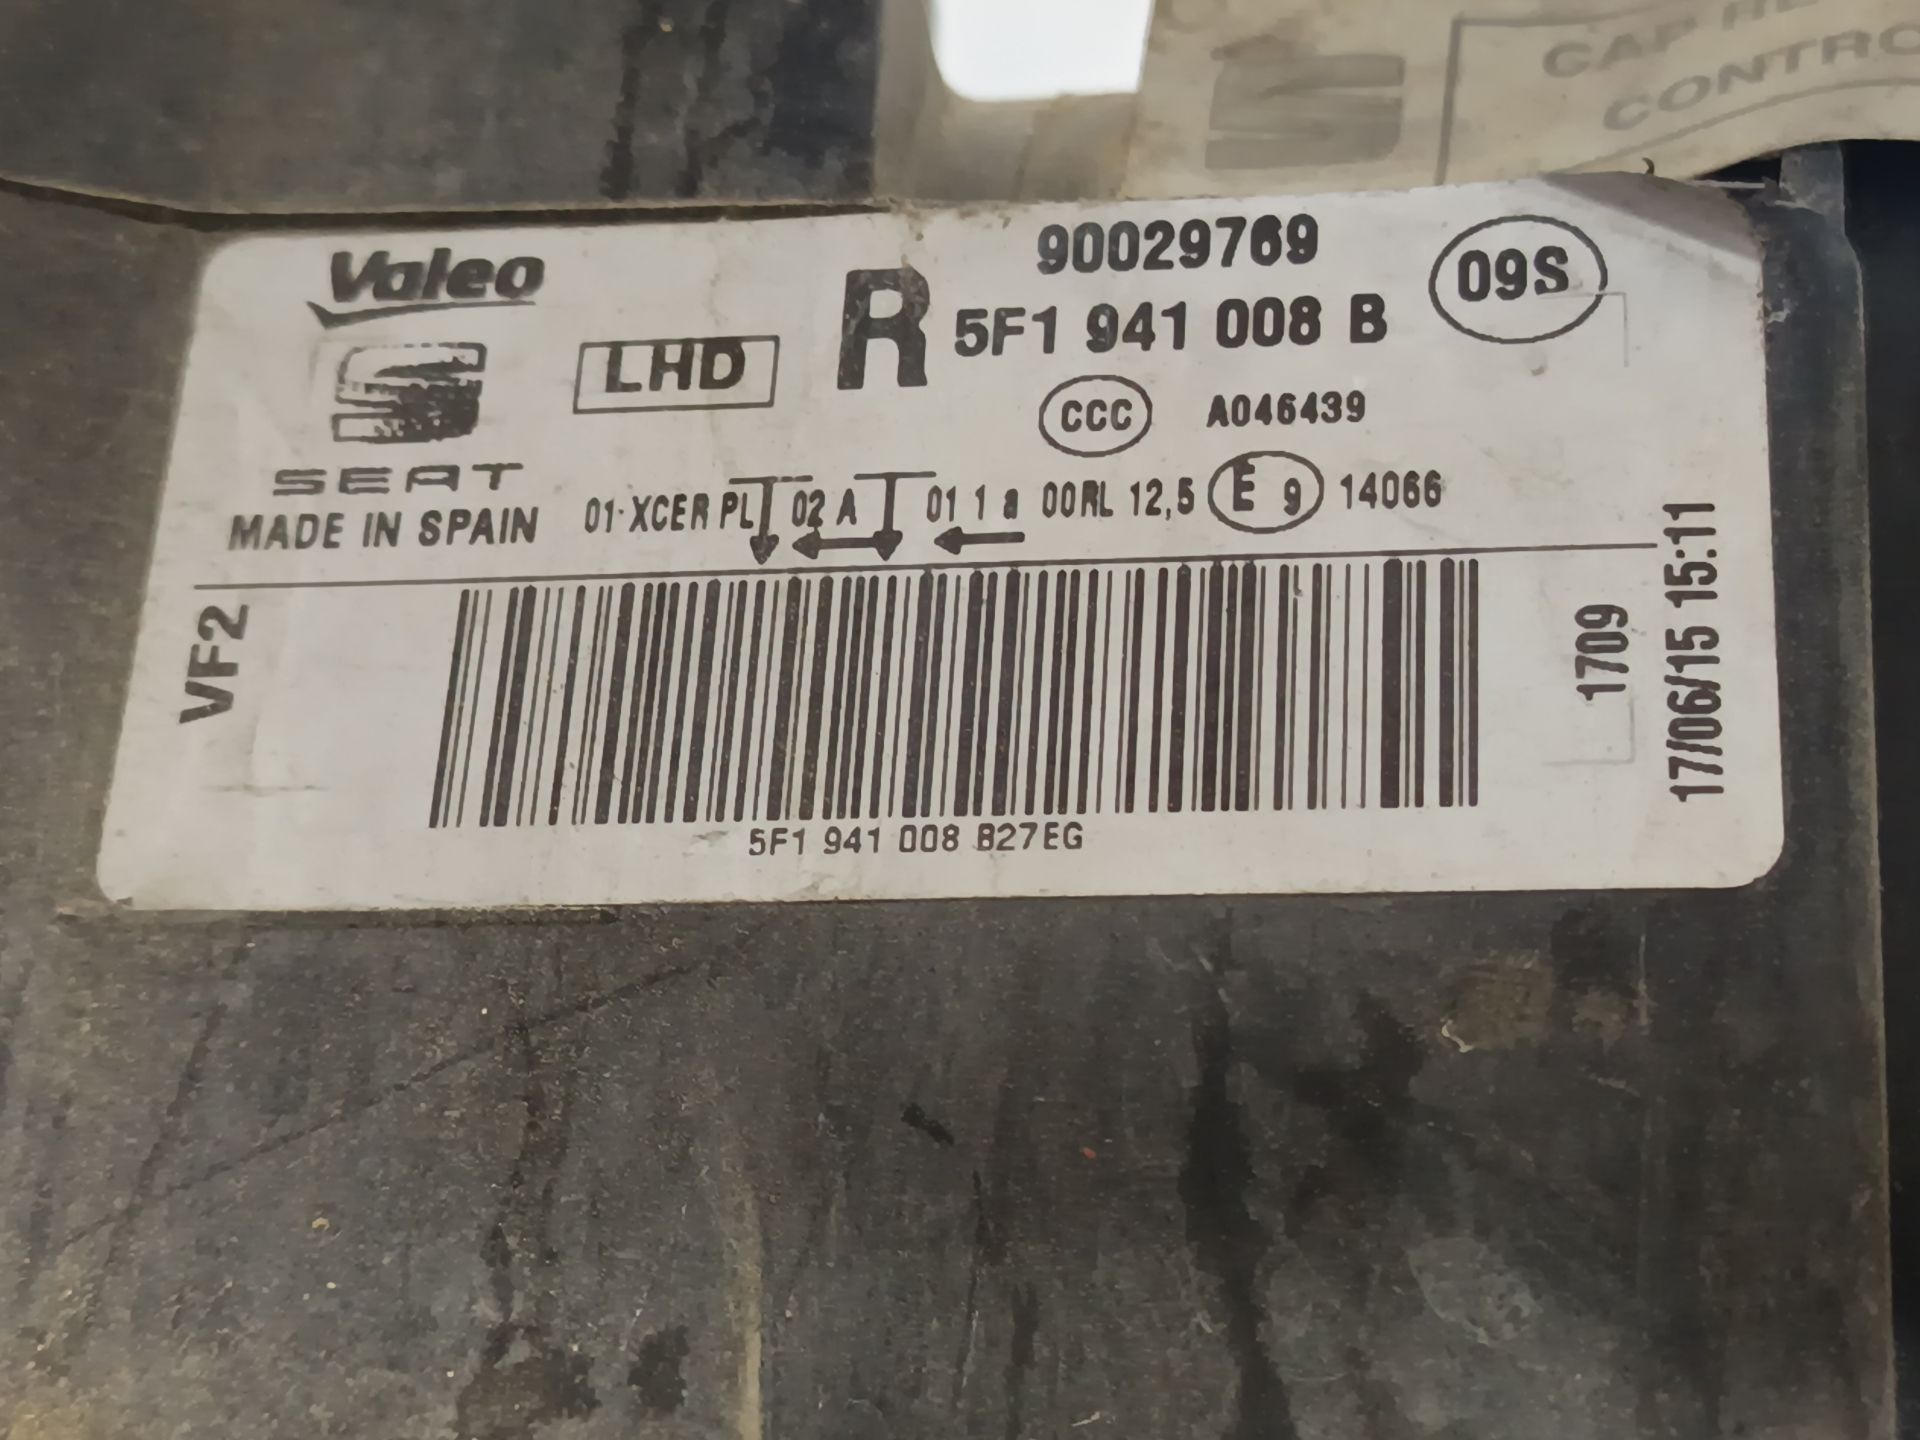 CONTRO
Valeo
90029769
09S
LHD
R
5F1 941 008 B
CCC A046439
SEAT
MADE IN SPAIN
01·XCER PL 02 A 01 1 a 00RL 12,5 E 9 14066
VF2
1709
17/06/15 15:11
5F1 941 008 B27EG